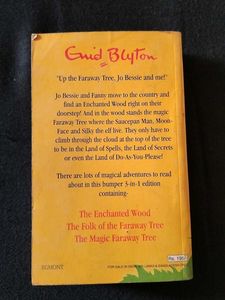 Enid Blyton
'Up the Faraway Tree, Jo Bessie and me!'
Jo Bessie and Fanny move to the country and
find an Enchanted Wood right on their
doorstep! And in the wood stands the magic
Faraway Tree where the Saucepan Man, Moon-
Face and Silky the elf live. They only have to
climb through the cloud at the top of the tree
to be in the Land of Spells, the Land of Secrets
or even the Land of Do-As-You-Please!
There are lots of magical adventures to read
about in this bumper 3-in-1 edition
containing-
The Enchanted Wood
The Folk of the Faraway Tree
The Magic Faraway Tree
Rs. 195/-
EGMONT
FOR SALE IN